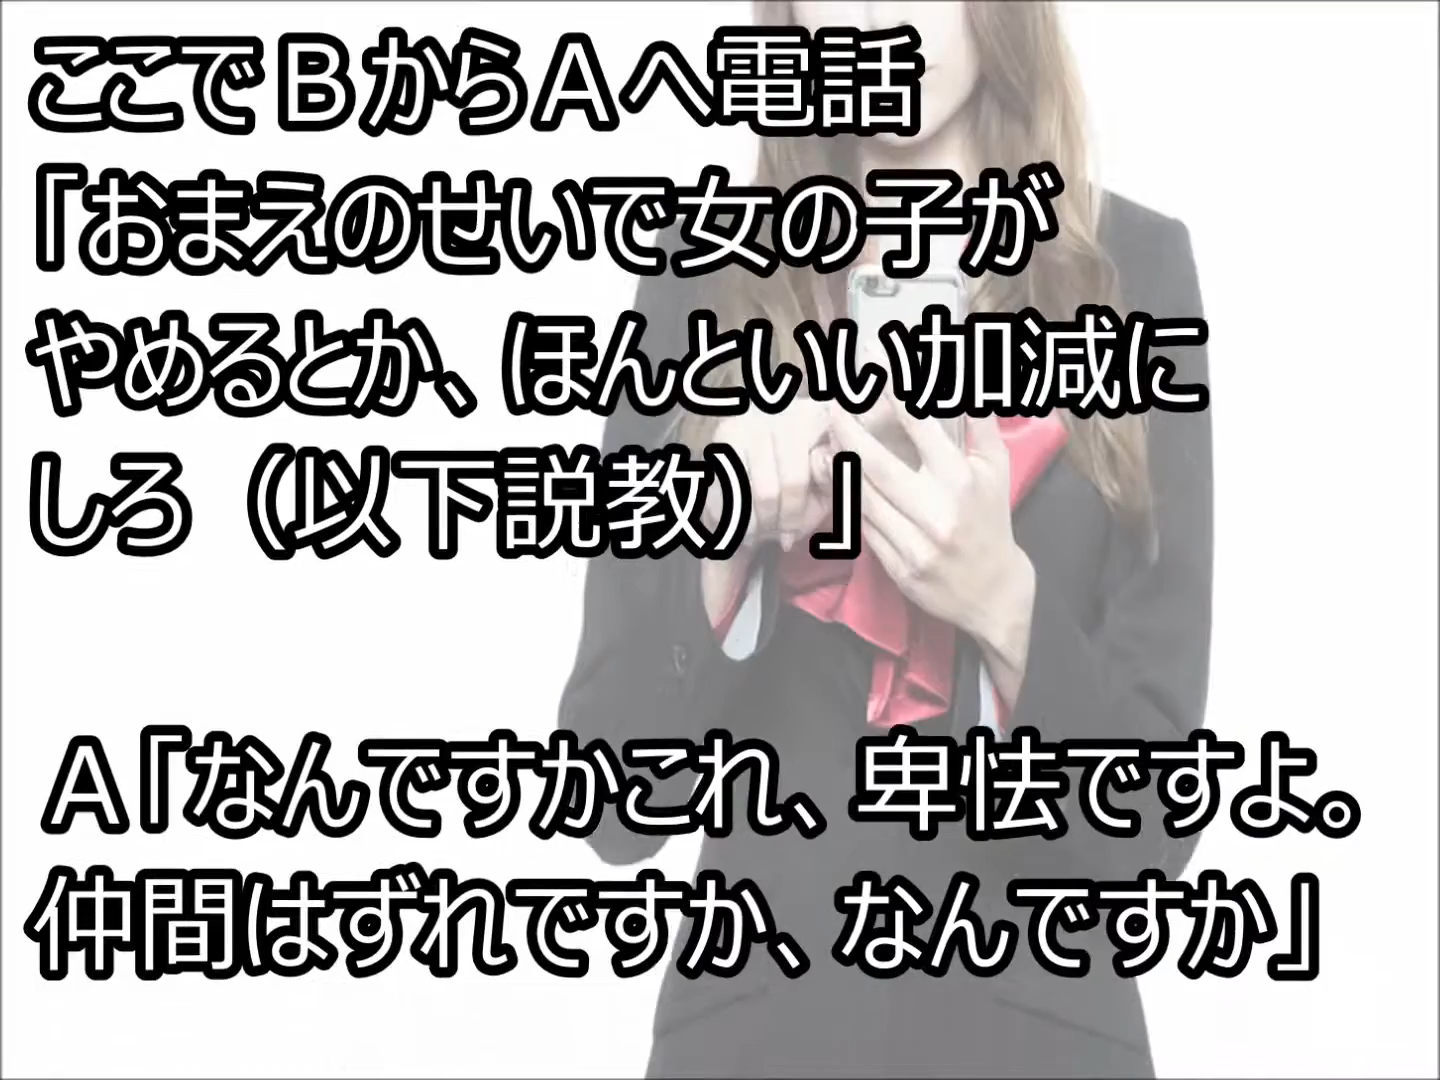 ここでＢからＡへ電話
「おまえのせいで女の子が
やめるとか、ほんといい加減に
しろ（以下説教）」
Ａ「なんですかこれ、卑怯ですよ。
仲間はずれですか、なんですか」